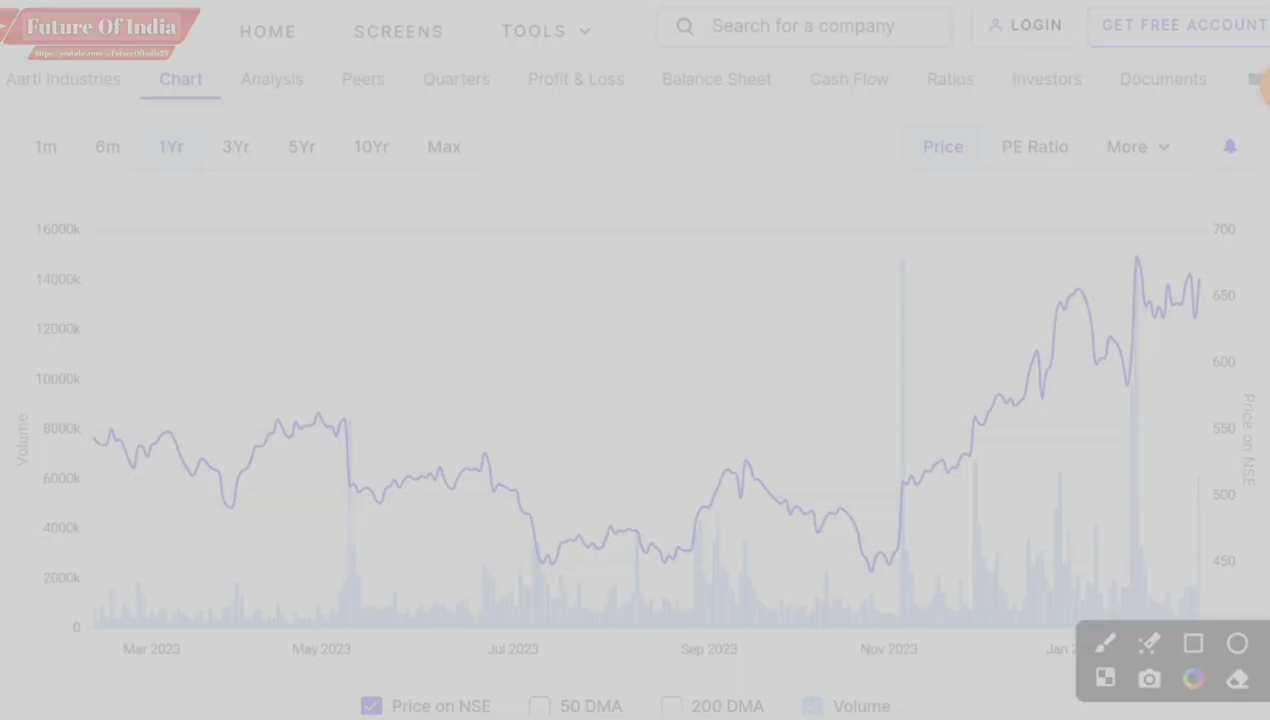 Future Of India
HOME
SCREENS
TOOLS
Search for a company
LOGIN
GET FREE ACCOUNT
Aarti Industries
Chart
Analysis
Peers
Quarters
Profit & Loss
Balance Sheet
Cash Flow
Ratios
Investors
Documents
1m
6m
1Yr
3Yr
5Yr
10Yr
Max
Price
PE Ratio
More
16000k
14000k
12000k
10000k
8000k
6000k
4000k
2000k
0
Volume
700
650
600
550
500
450
Price on NSE
Mar 2023
May 2023
Jul 2023
Sep 2023
Nov 2023
Jan
Price on NSE
50 DMA
200 DMA
Volume